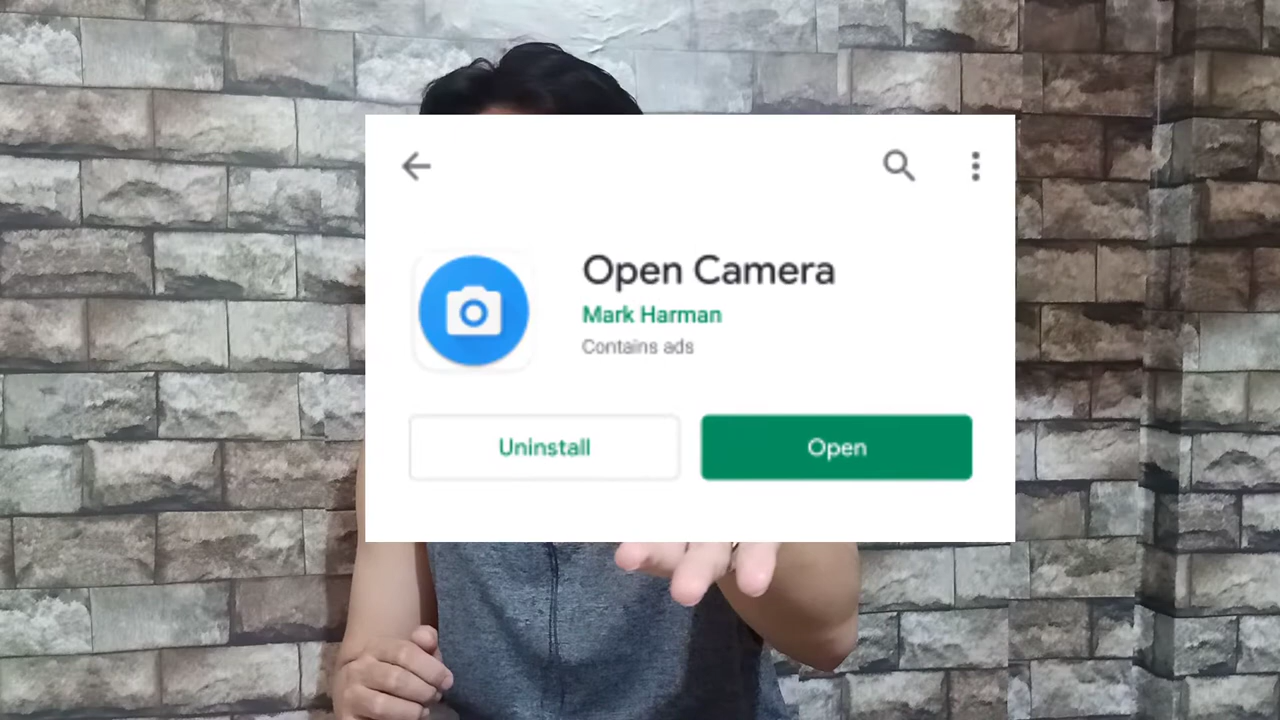 Open Camera
Mark Harman
Contains ads
Uninstall
Open